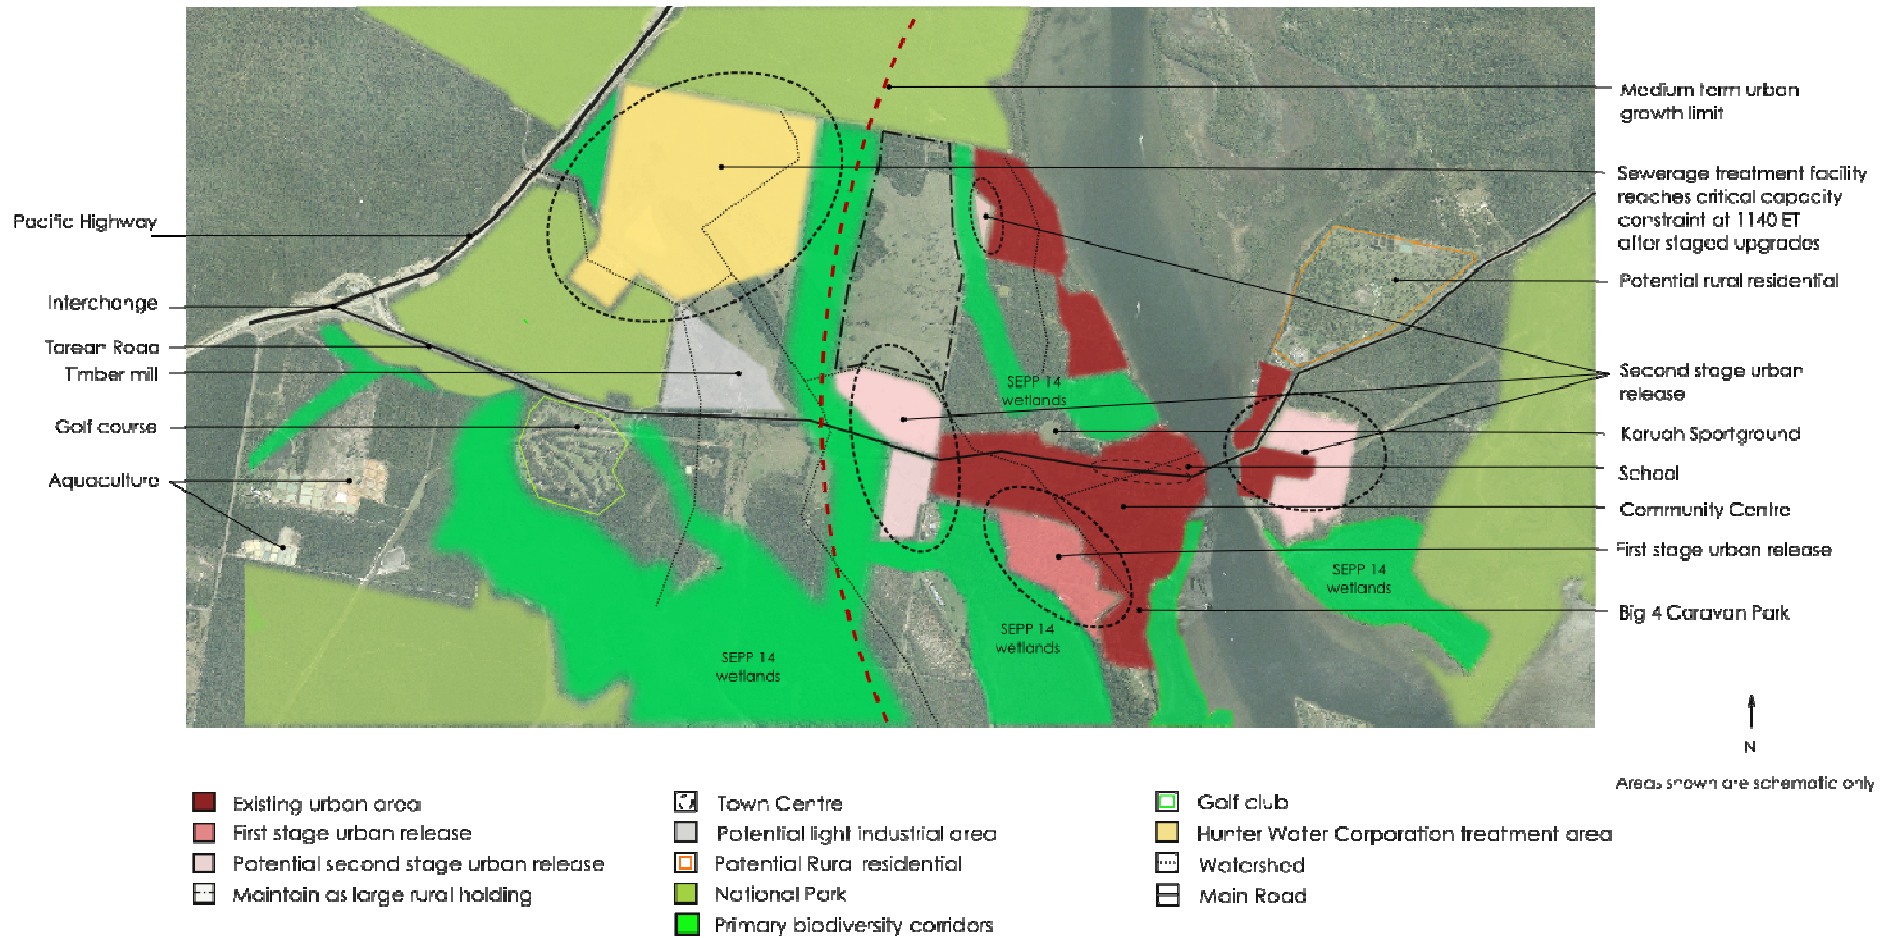 Medium term urban
growth limit
Sewerage treatment facility
reaches critical capacity
constraint at 1140 ET
after staged upgrades
Pacific Highway
Potential rural residential
Interchange
Tarean Road
Timber mill
Second stage urban
release
SEPP 14
wetlands
Golf course
Karuah Sportground
School
Aquaculture
Community Centre
First stage urban release
SEPP 14
wetlands
Big 4 Caravan Park
SEPP 14
wetlands
SEPP 14
wetlands
N
Areas shown are schematic only
Existing urban area
First stage urban release
Potential second stage urban release
Maintain as large rural holding
Town Centre
Potential light industrial area
Potential Rural residential
National Park
Primary biodiversity corridors
Golf club
Hunter Water Corporation treatment area
Watershed
Main Road